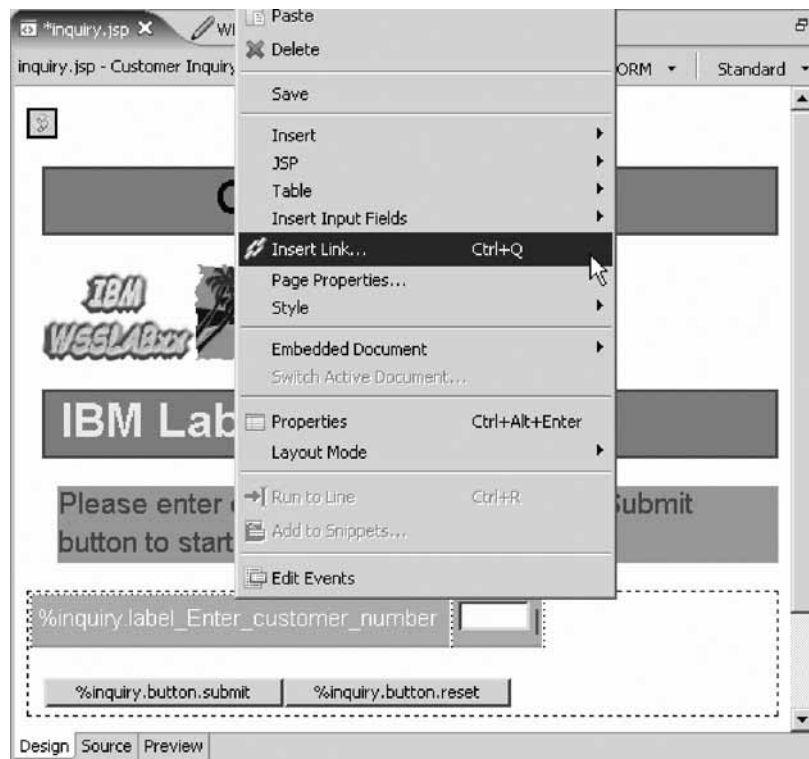 *inquiry.jsp
Paste
Delete
inquiry.jsp - Customer Inquiry
ORM
Standard
Save
Insert
JSP
Table
Insert Input Fields
Insert Link... Ctrl+Q
Page Properties...
Style
IBM
WSSLABxx
Embedded Document
Switch Active Document...
IBM Lab
Properties Ctrl+Alt+Enter
Layout Mode
Please enter
Submit
Run to Line Ctrl+R
button to start
Add to Snippets...
Edit Events
%inquiry.label_Enter_customer_number
%inquiry.button.submit %inquiry.button.reset
Design Source Preview